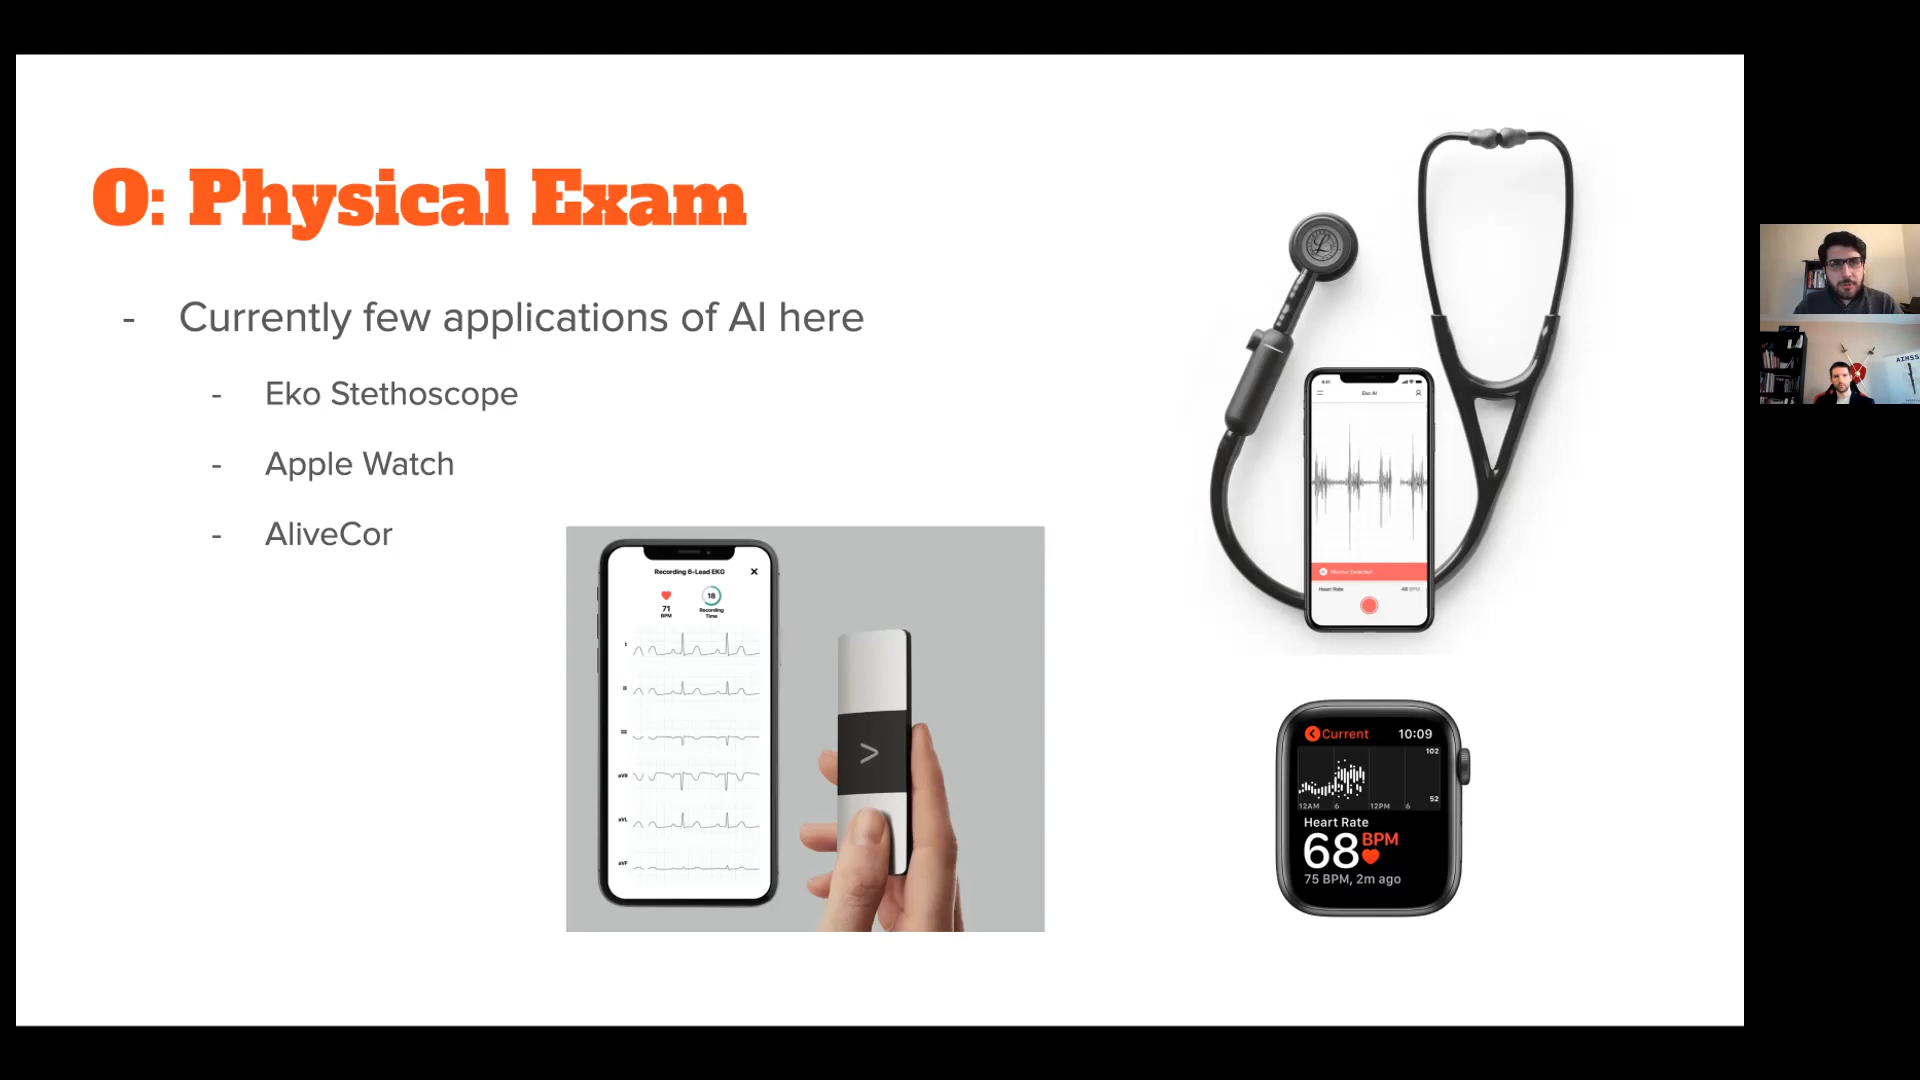 O: Physical Exam
- Currently few applications of AI here
- Eko Stethoscope
- Apple Watch
- AliveCor
Recording 6-Lead EKG
71
BPM
18
Recording
Time
I
II
III
aVR
aVL
aVF
Eko AI
Murmur Detected
Heart Rate
BPM
Current
10:09
102
52
12AM 6 12PM 6
Heart Rate
68 BPM
75 BPM, 2m ago
AIMSS